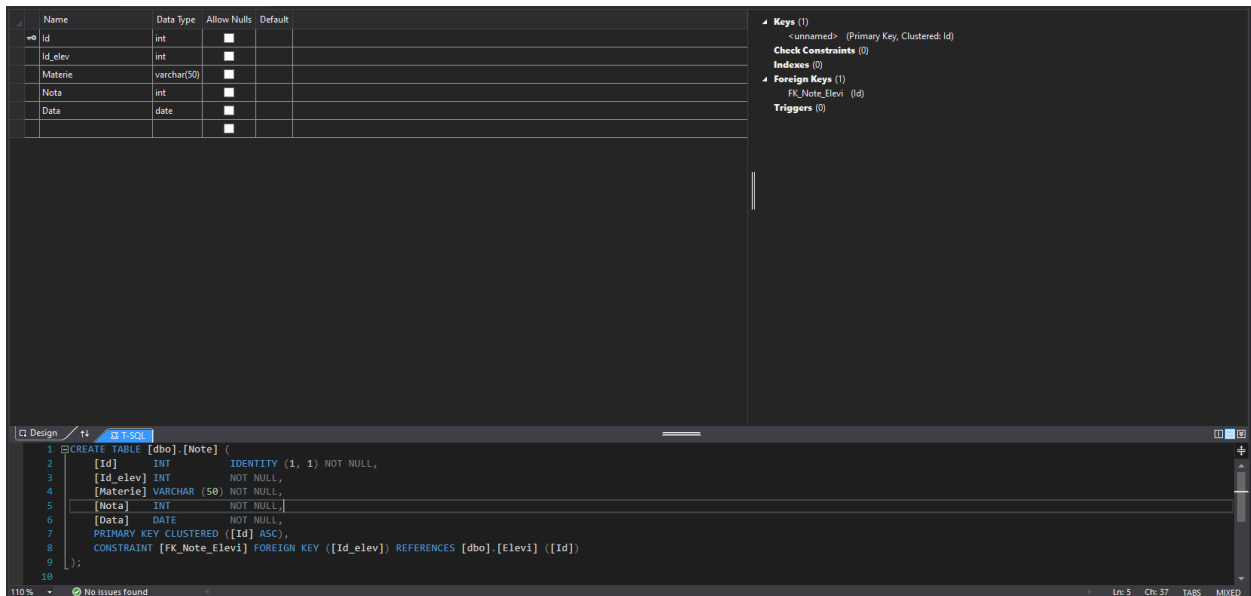 Name Data Type Allow Nulls Default
Id int
Id_elev int
Materie varchar(50)
Nota int
Data date
Keys (1)
<unnamed> (Primary Key, Clustered: Id)
Check Constraints (0)
Indexes (0)
Foreign Keys (1)
FK_Note_Elevi (Id)
Triggers (0)
Design T-SQL
1 CREATE TABLE [dbo].[Note] (
2 [Id] INT IDENTITY (1, 1) NOT NULL,
3 [Id_elev] INT NOT NULL,
4 [Materie] VARCHAR (50) NOT NULL,
5 [Nota] INT NOT NULL,
6 [Data] DATE NOT NULL,
7 PRIMARY KEY CLUSTERED ([Id] ASC),
8 CONSTRAINT [FK_Note_Elevi] FOREIGN KEY ([Id_elev]) REFERENCES [dbo].[Elevi] ([Id])
9 );
10
110 % No issues found Ln: 5 Ch: 37 TABS MIXED